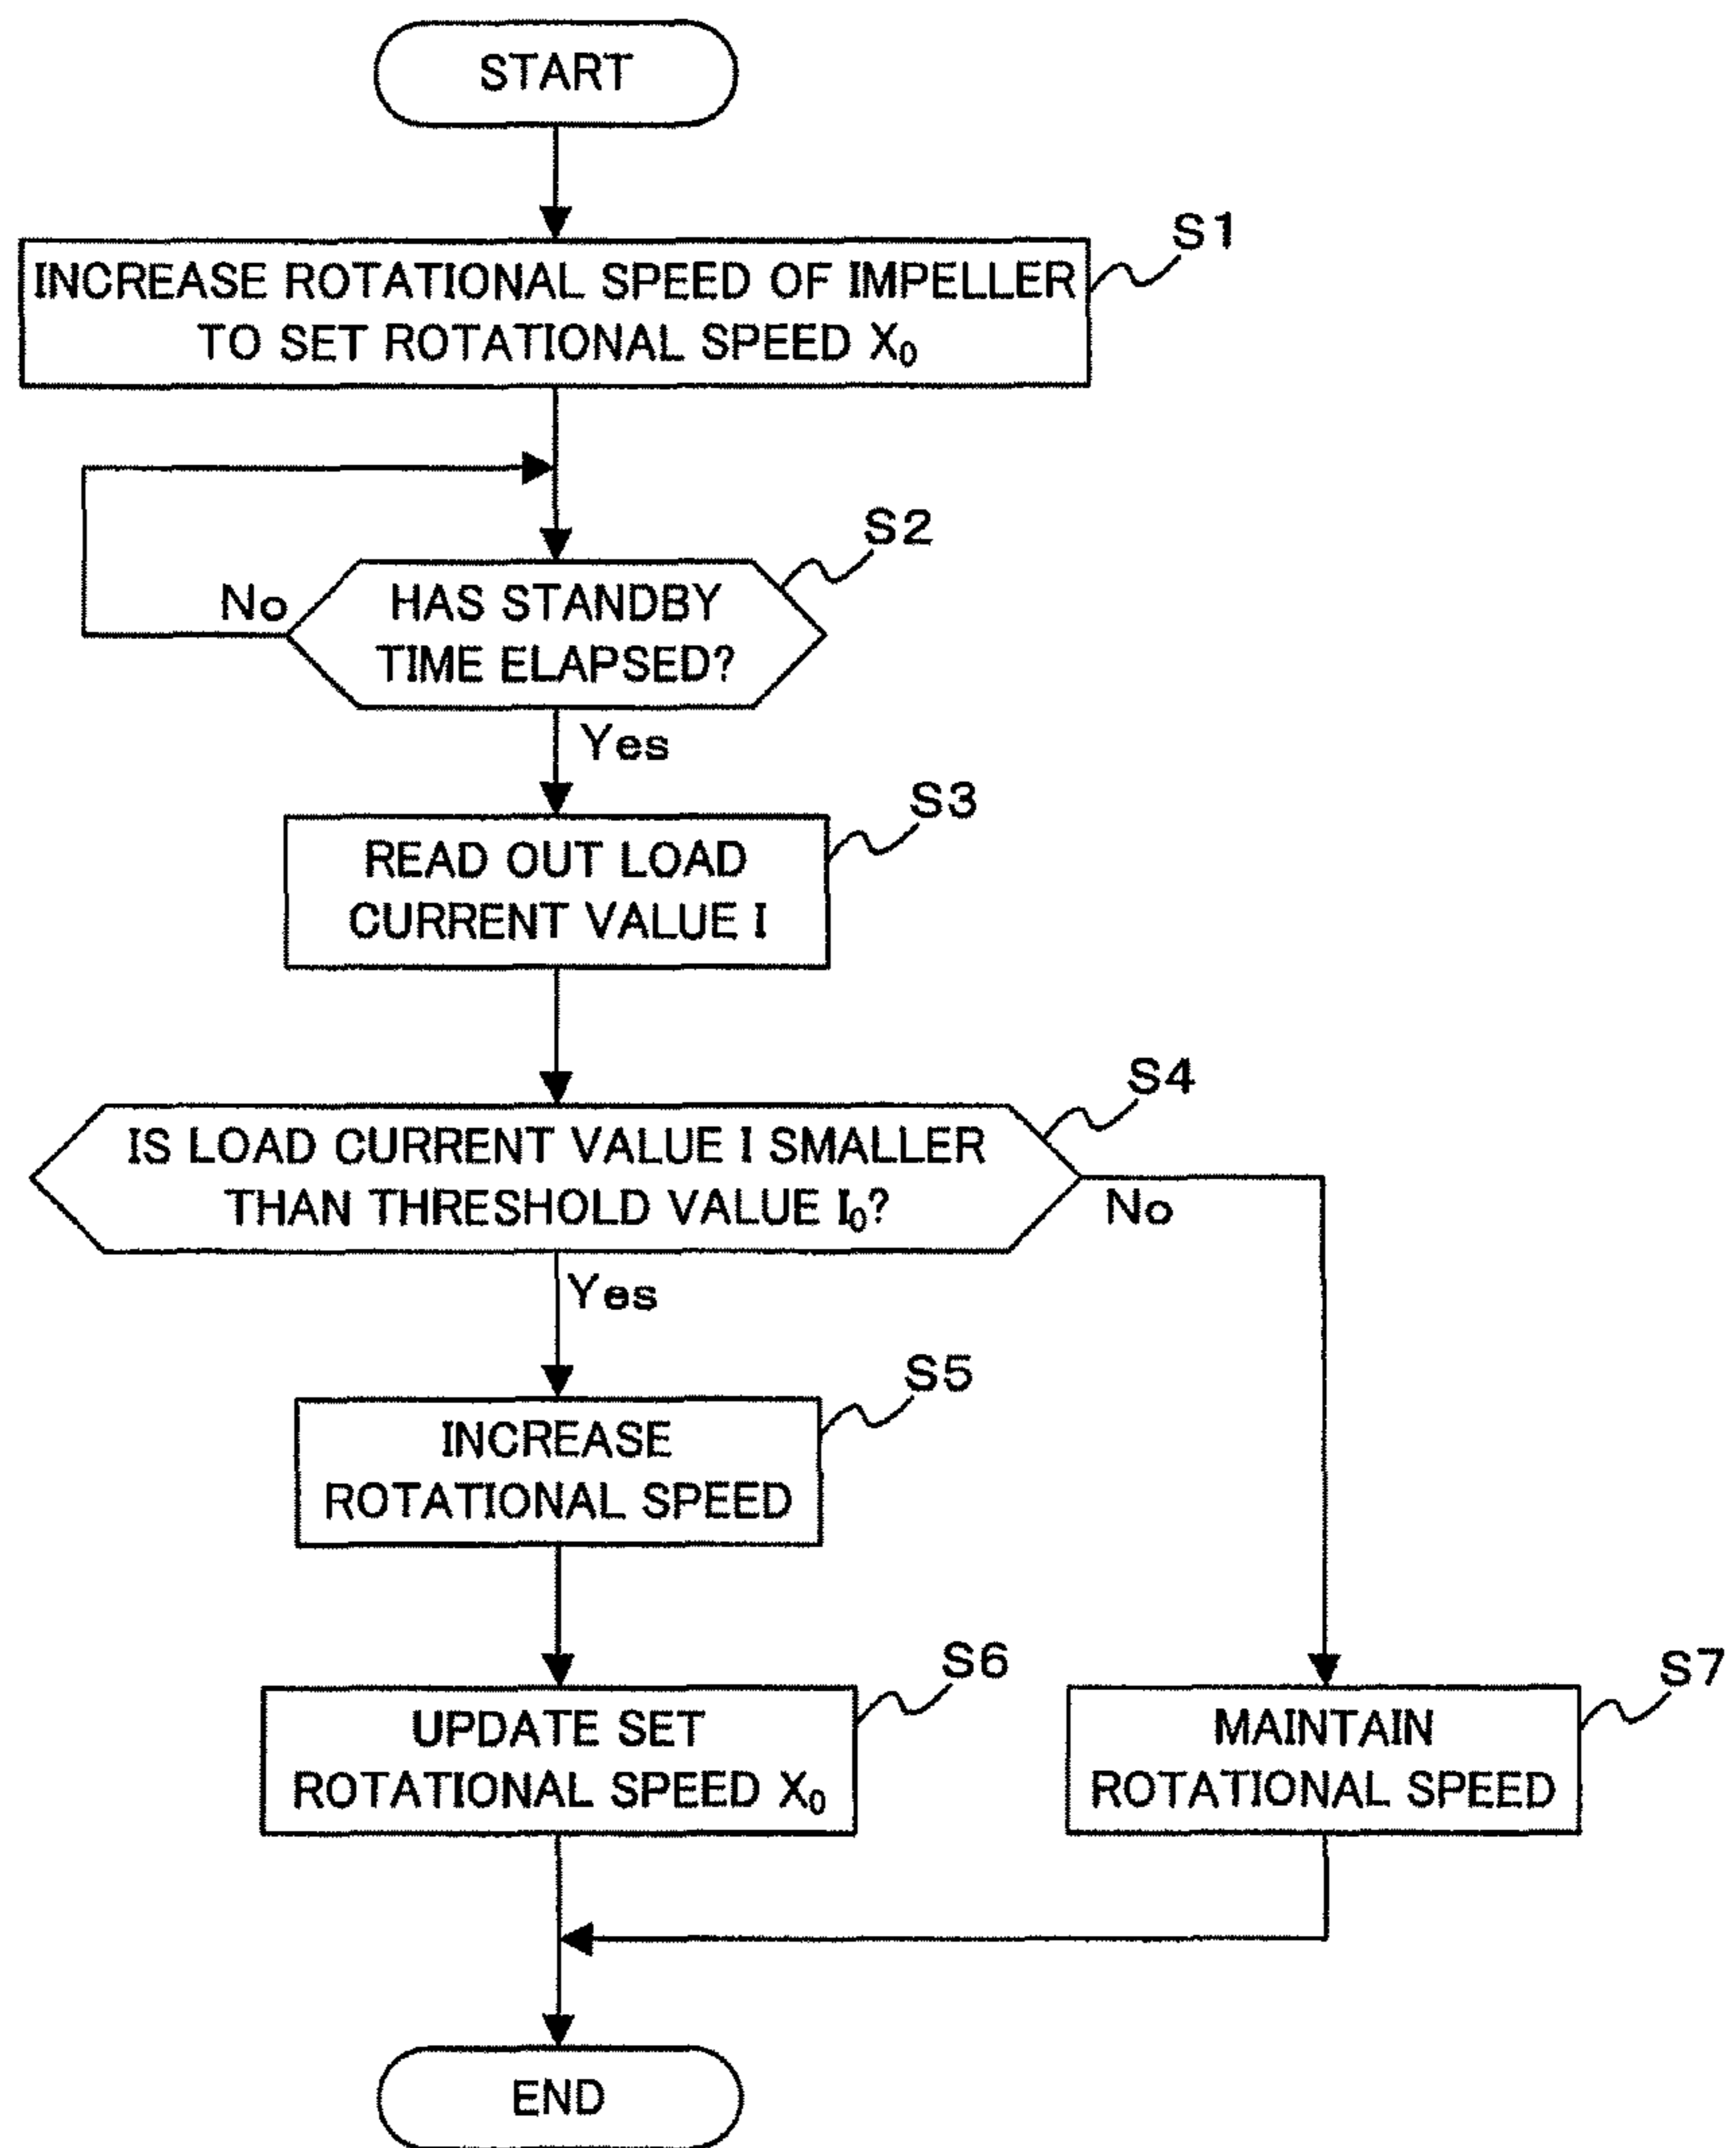 START
S1
INCREASE ROTATIONAL SPEED OF IMPELLER
TO SET ROTATIONAL SPEED X₀
S2
No
HAS STANDBY
TIME ELAPSED?
Yes
S3
READ OUT LOAD
CURRENT VALUE I
S4
IS LOAD CURRENT VALUE I SMALLER
THAN THRESHOLD VALUE I₀?
No
Yes
S5
INCREASE
ROTATIONAL SPEED
S6
UPDATE SET
ROTATIONAL SPEED X₀
S7
MAINTAIN
ROTATIONAL SPEED
END